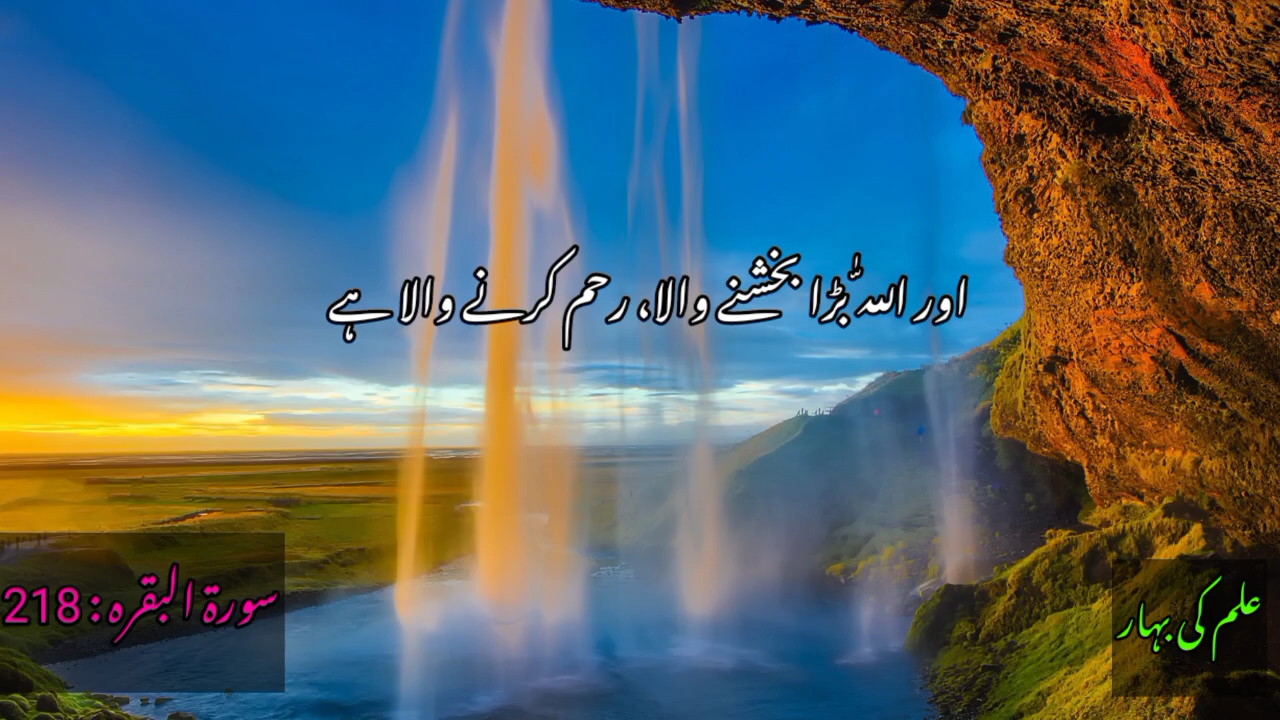 اور اللہ بڑا بخشنے والا، رحم کرنے والا ہے
سورۃ البقرہ: 218
علم کی بہار